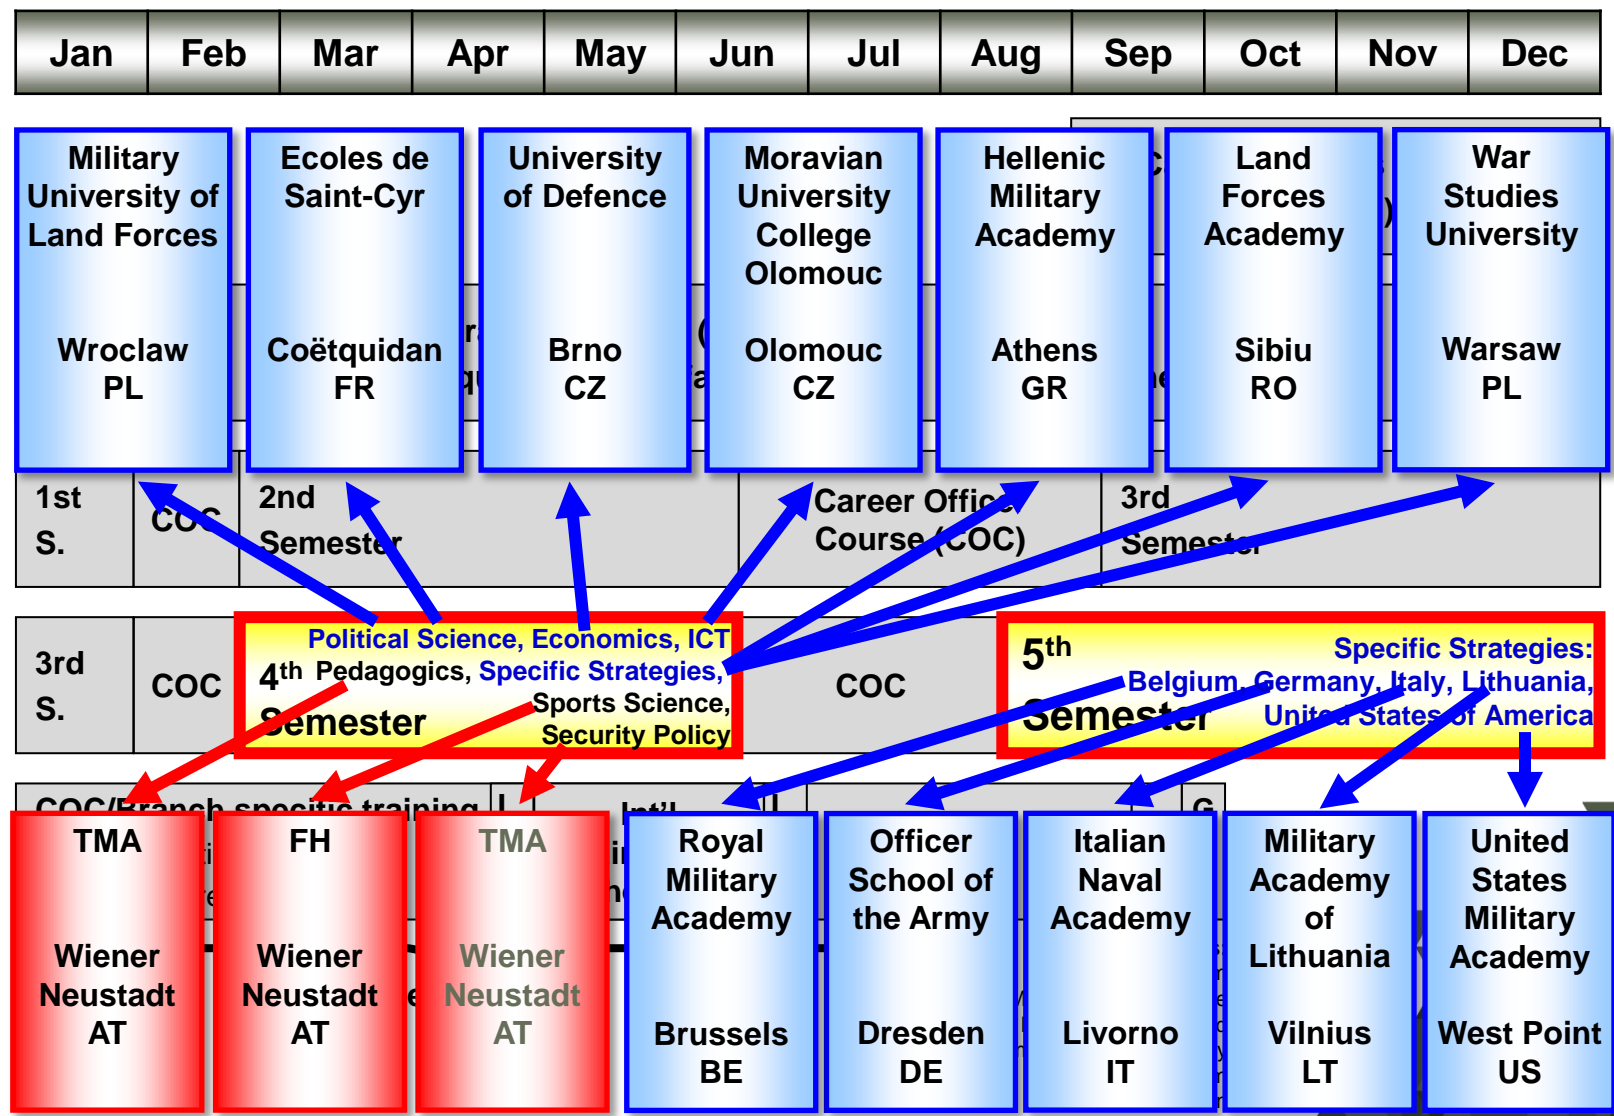 Jan Feb Mar Apr May Jun Jul Aug Sep Oct Nov Dec
Military
University of
Land Forces
Wroclaw
PL
Ecoles de
Saint-Cyr
Coëtquidan
FR
University
of Defence
Brno
CZ
Moravian
University
College
Olomouc
Olomouc
CZ
Hellenic
Military
Academy
Athens
GR
Land
Forces
Academy
Sibiu
RO
War
Studies
University
Warsaw
PL
1st
S.
COC
2nd
Semester
Career Office
Course (COC)
3rd
Semester
3rd
S.
COC
Political Science, Economics, ICT
4th Pedagogics, Specific Strategies,
Sports Science,
Semester
Security Policy
COC
5th
Semester
Specific Strategies:
Belgium, Germany, Italy, Lithuania,
United States of America
COC/Branch specific training
Int'l
TMA
Wiener
Neustadt
AT
FH
Wiener
Neustadt
AT
TMA
Wiener
Neustadt
AT
Royal
Military
Academy
Brussels
BE
Officer
School of
the Army
Dresden
DE
Italian
Naval
Academy
Livorno
IT
Military
Academy
of
Lithuania
Vilnius
LT
United
States
Military
Academy
West Point
US